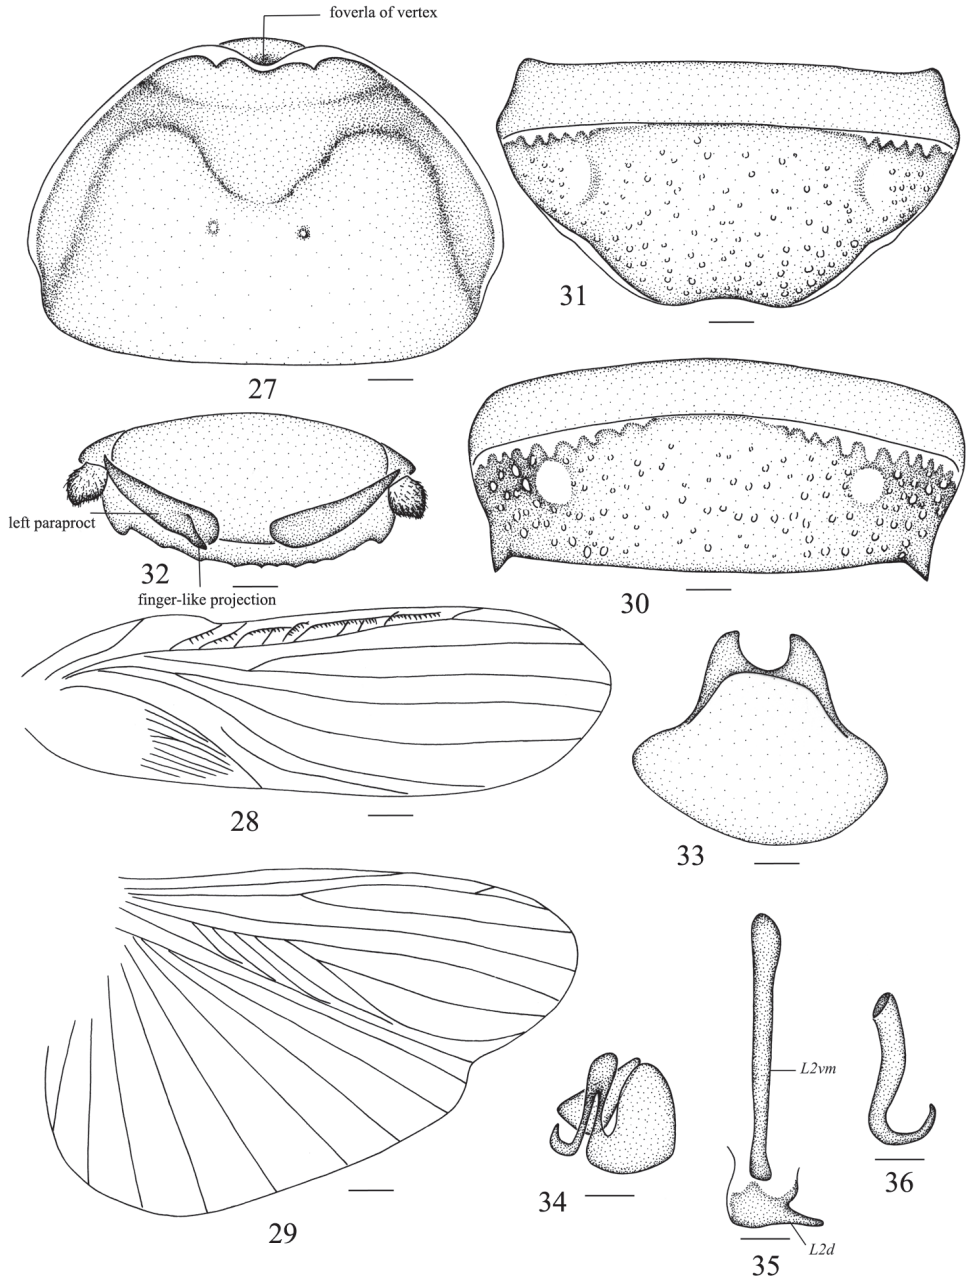 foverla of vertex
31
27
left paraproct
32
finger-like projection
30
28
33
29
L2vm
34
36
35
L2d